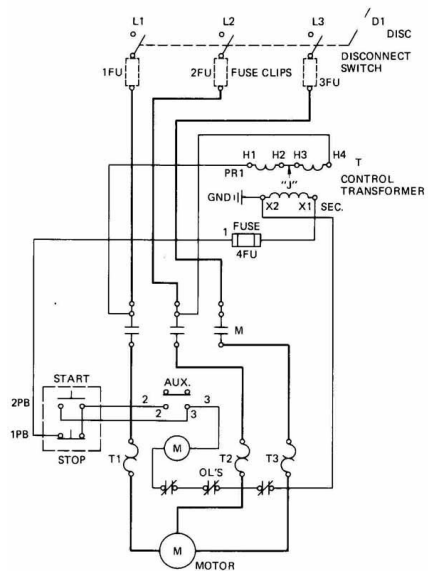 L1 L2 L3 D1
DISC
DISCONNECT
SWITCH
1FU 2FU FUSE CLIPS
3FU
H1 H2 H3 H4 T
PR1
CONTROL
TRANSFORMER
"J"
GND X2 X1 SEC.
1 FUSE
4FU
M
START
AUX.
2PB 2 3
2 3
1PB
STOP
M
T1 T2 T3
OL'S
M
MOTOR